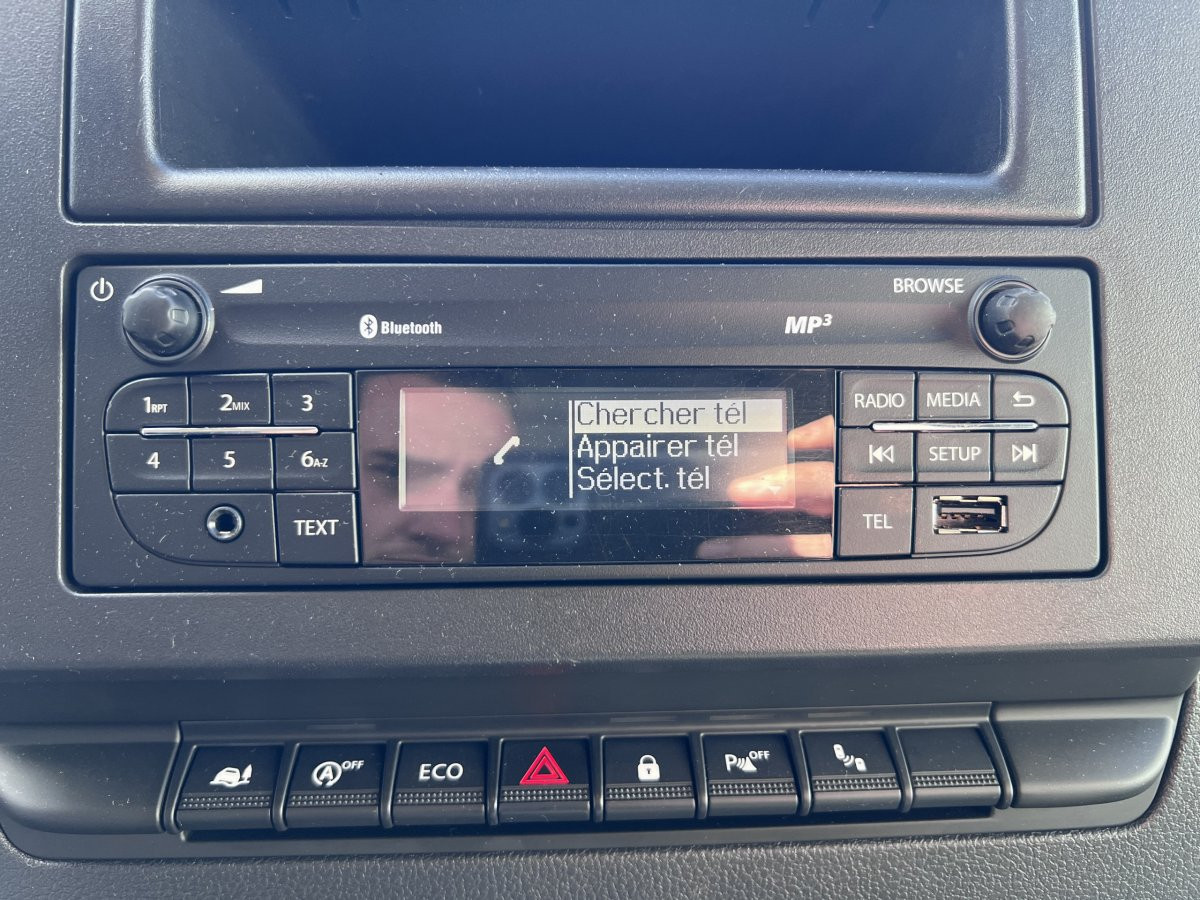 BROWSE
Bluetooth
MP3
1RPT 2MIX 3
4 5 6A-Z
TEXT
Chercher tél
Appairer tél
Sélect. tél
RADIO MEDIA
SETUP
TEL
A OFF
ECO
P OFF